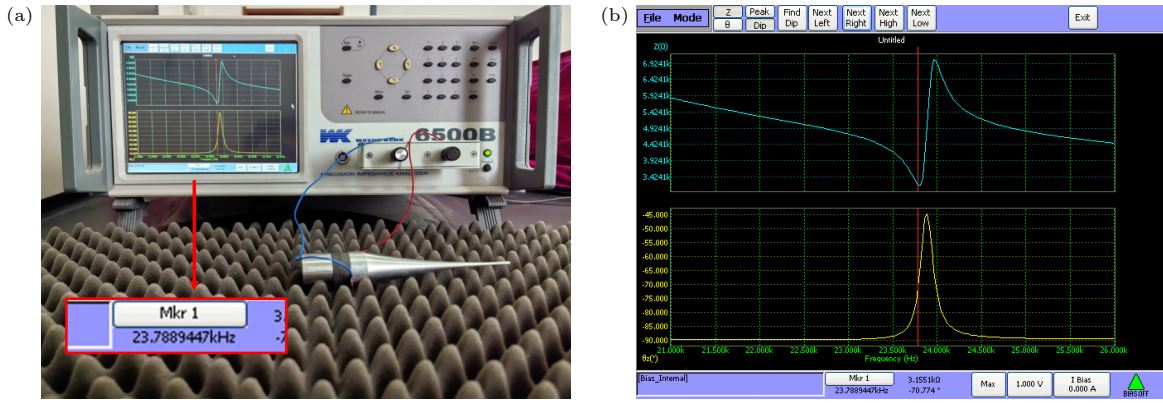 (a)
WK WAYNE KERR 6500B
PRECISION IMPEDANCE ANALYZER
REFER TO MANUAL
Mkr 1
23.7889447kHz
(b)
File Mode
Z
θ
Peak
Dip
Find
Dip
Next
Left
Next
Right
Next
High
Next
Low
Exit
Untitled
Z(Ω)
6.9241k
6.4241k
5.9241k
5.4241k
4.9241k
4.4241k
3.9241k
3.4241k
-45.000
-50.000
-55.000
-60.000
-65.000
-70.000
-75.000
-80.000
-85.000
-90.000
21.000k 21.500k 22.000k 22.500k 23.000k 23.500k 24.000k 24.500k 25.000k 25.500k 26.000k
θz(°)
Frequency (Hz)
[Bias_Internal]
Mkr 1
23.7889447kHz
3.1551kΩ
-70.774 °
Max
1.000 V
I Bias
0.000 A
BIAS OFF